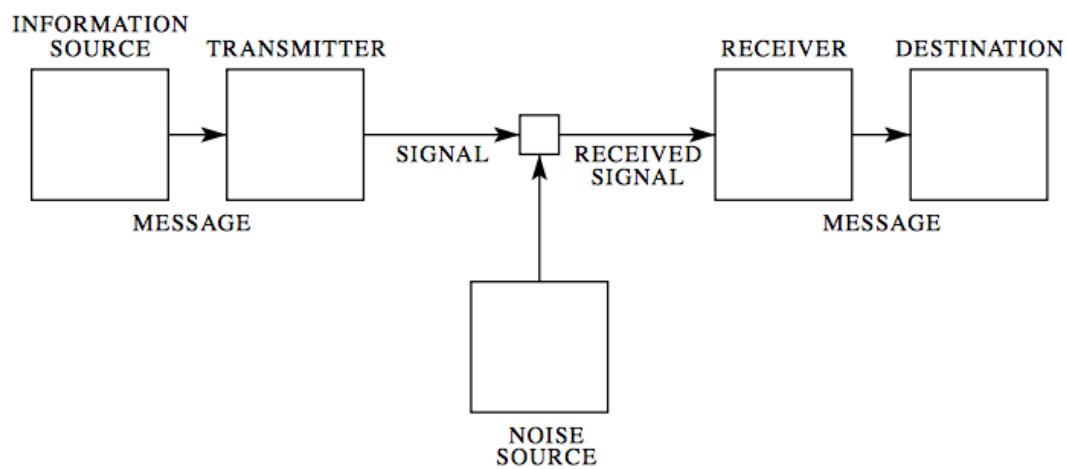 INFORMATION
SOURCE
TRANSMITTER
RECEIVER
DESTINATION
SIGNAL
RECEIVED
SIGNAL
MESSAGE
MESSAGE
NOISE
SOURCE